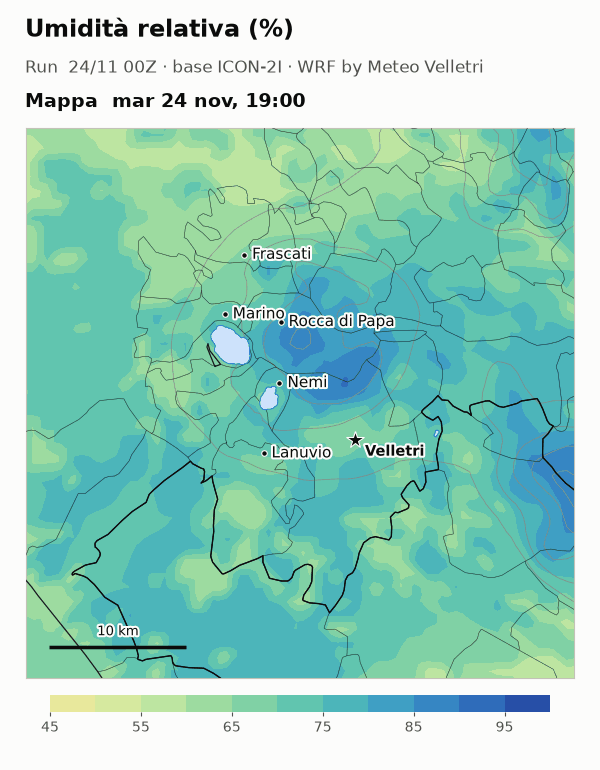 Umidità relativa (%)
Run  24/11 00Z · base ICON-2I · WRF by Meteo Velletri
Mappa  mar 24 nov, 19:00
Frascati
Marino
Rocca di Papa
Nemi
Velletri
Lanuvio
10 km
45 55 65 75 85 95